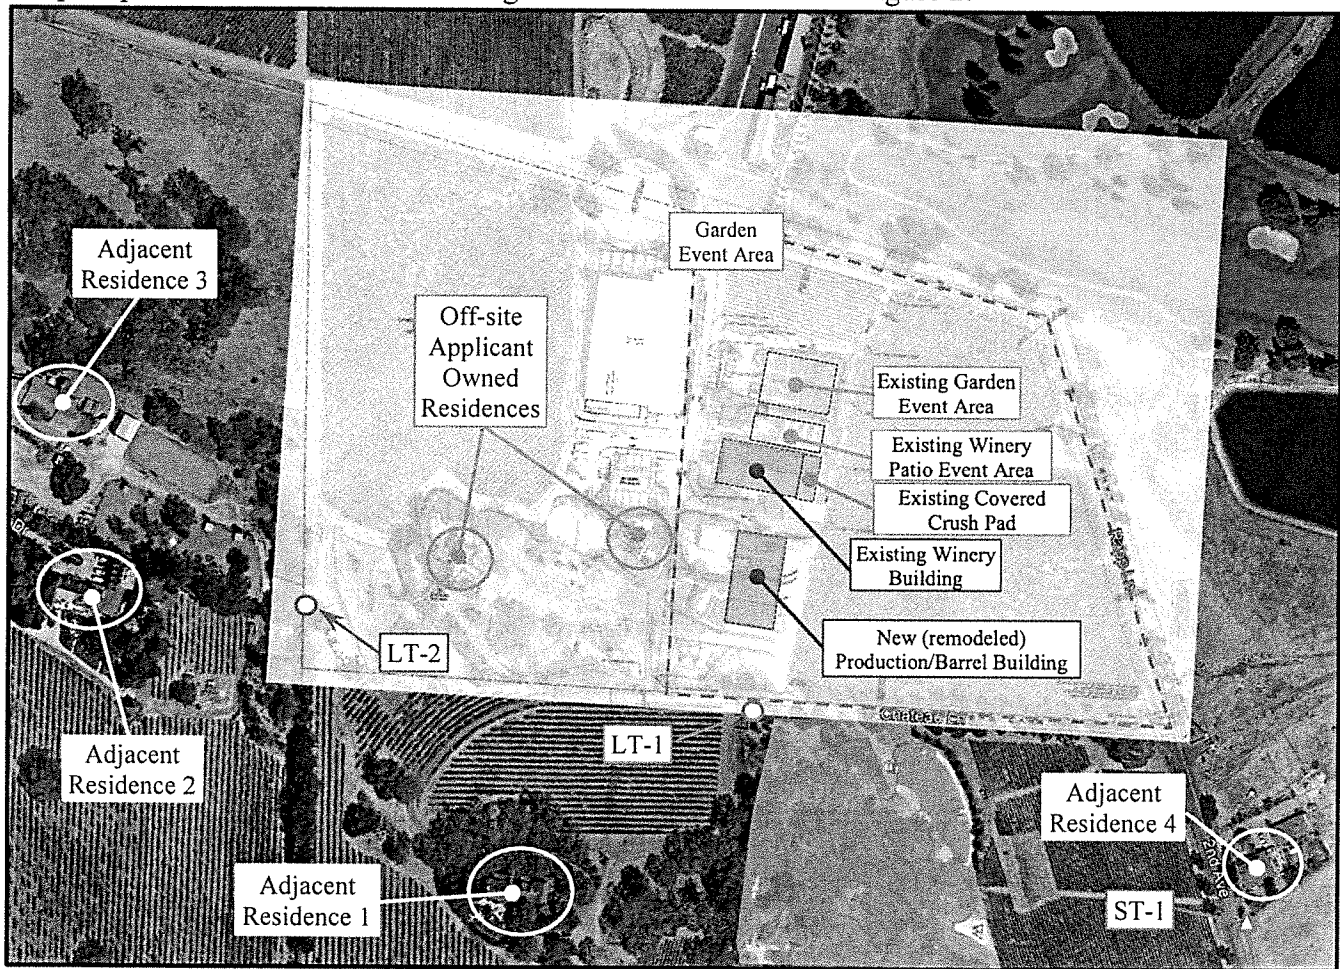 Garden
Event Area
Adjacent
Residence 3
Off-site
Applicant
Owned
Residences
Existing Garden
Event Area
Existing Winery
Patio Event Area
Existing Covered
Crush Pad
Existing Winery
Building
New (remodeled)
Production/Barrel Building
LT-2
LT-1
Adjacent
Residence 2
Adjacent
Residence 4
2nd Ave
Adjacent
Residence 1
ST-1